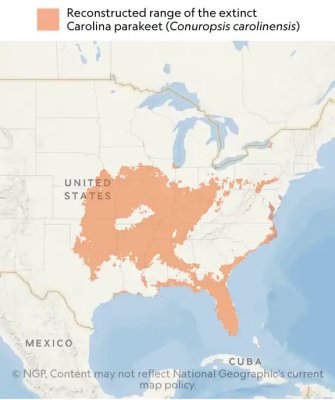 Reconstructed range of the extinct
Carolina parakeet (Conuropsis carolinensis)
UNITED
STATES
MEXICO
CUBA
© NGP, Content may not reflect National Geographic's current
map policy.